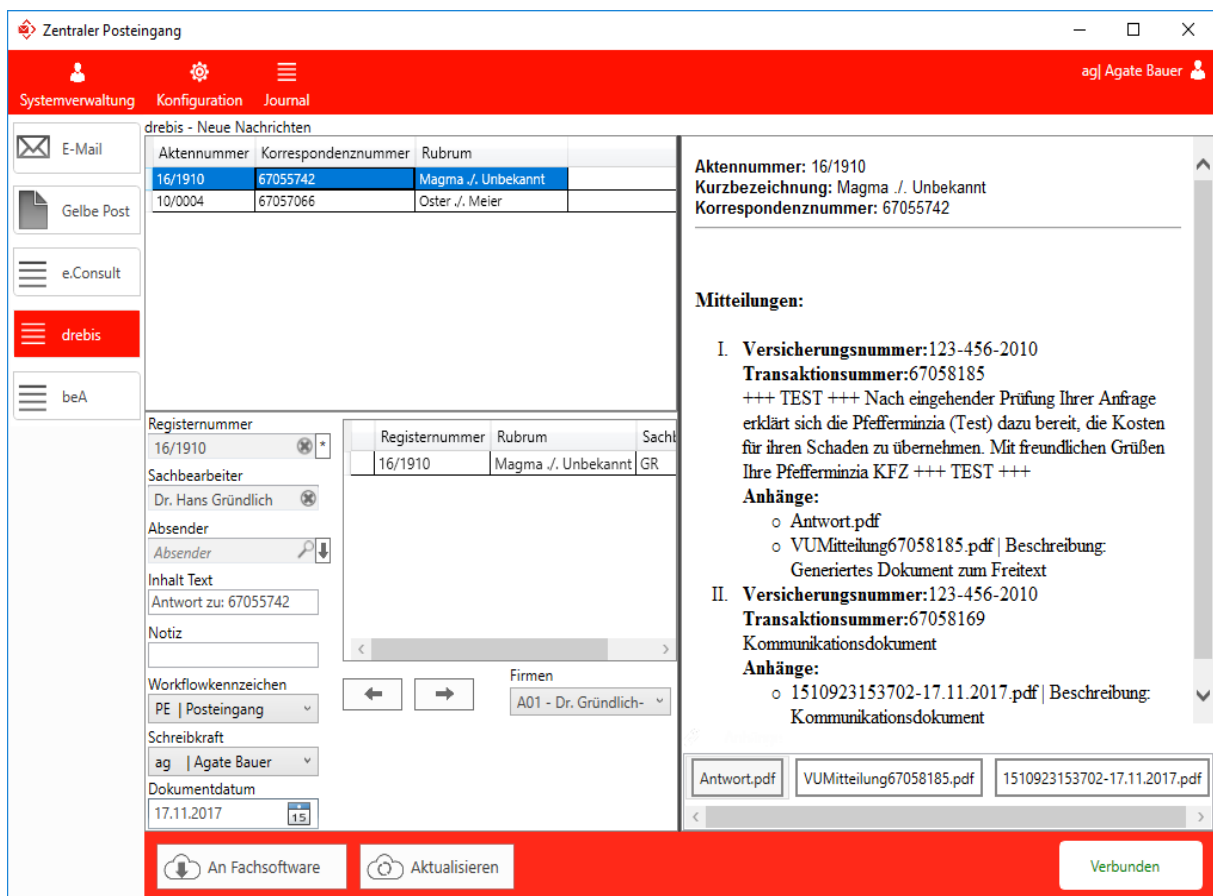 Zentraler Posteingang
Systemverwaltung Konfiguration Journal
ag| Agate Bauer
E-Mail
Gelbe Post
e.Consult
drebis
beA
drebis - Neue Nachrichten
Aktennummer Korrespondenznummer Rubrum
16/1910 67055742 Magma ./. Unbekannt
10/0004 67057066 Oster ./. Meier
Registernummer
16/1910 *
Sachbearbeiter
Dr. Hans Gründlich
Absender
Absender
Inhalt Text
Antwort zu: 67055742
Notiz
Workflowkennzeichen
PE | Posteingang
Schreibkraft
ag | Agate Bauer
Dokumentdatum
17.11.2017 15
Registernummer Rubrum Sachb
16/1910 Magma ./. Unbekannt GR
Firmen
A01 - Dr. Gründlich-
Aktennummer: 16/1910
Kurzbezeichnung: Magma ./. Unbekannt
Korrespondenznummer: 67055742
Mitteilungen:
I. Versicherungsnummer:123-456-2010
Transaktionsummer:67058185
+++ TEST +++ Nach eingehender Prüfung Ihrer Anfrage
erklärt sich die Pfefferminzia (Test) dazu bereit, die Kosten
für ihren Schaden zu übernehmen. Mit freundlichen Grüßen
Ihre Pfefferminzia KFZ +++ TEST +++
Anhänge:
o Antwort.pdf
o VUMitteilung67058185.pdf | Beschreibung:
Generiertes Dokument zum Freitext
II. Versicherungsnummer:123-456-2010
Transaktionsummer:67058169
Kommunikationsdokument
Anhänge:
o 1510923153702-17.11.2017.pdf | Beschreibung:
Kommunikationsdokument
Antwort.pdf VUMitteilung67058185.pdf 1510923153702-17.11.2017.pdf
An Fachsoftware Aktualisieren Verbunden